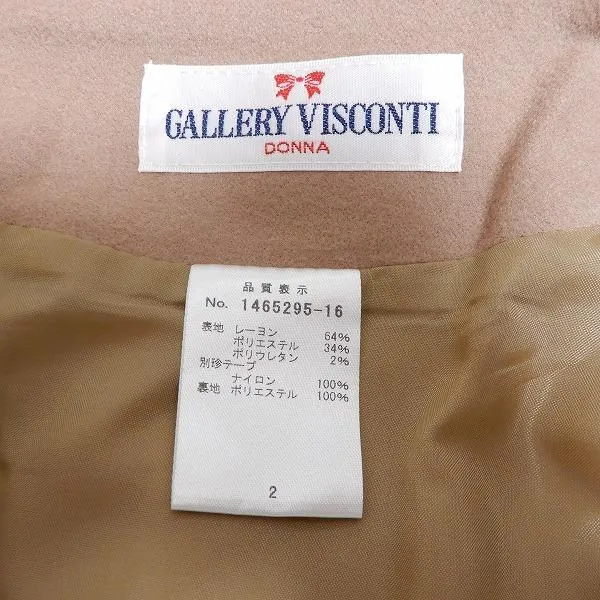 GALLERY VISCONTI
DONNA
品質表示
No. 1465295-16
表地 レーヨン 64%
ポリエステル 34%
ポリウレタン 2%
別珍テープ
ナイロン 100%
裏地 ポリエステル 100%
2